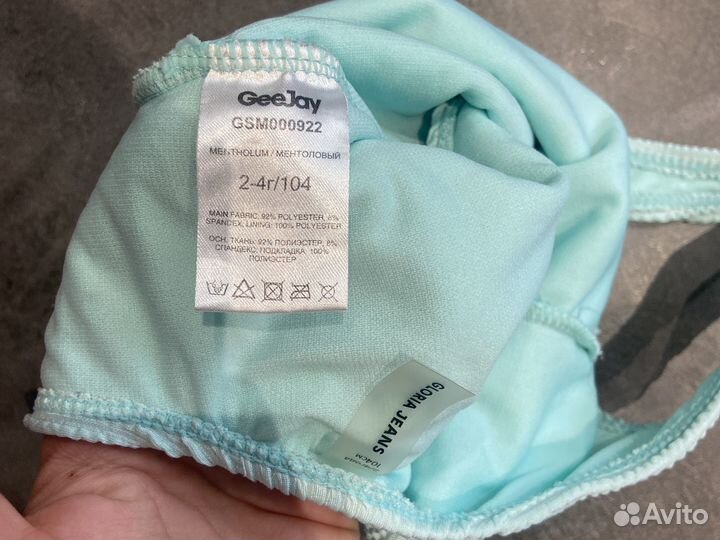 GeeJay
GSM000922
MENTHOLUM / МЕНТОЛОВЫЙ
2-4г/104
MAIN FABRIC: 92% POLYESTER, 8%
SPANDEX, LINING: 100% POLYESTER
ОСН. ТКАНЬ: 92% ПОЛИЭСТЕР, 8%
СПАНДЕКС, ПОДКЛАДКА: 100%
ПОЛИЭСТЕР
GLORIA JEANS
104см
Avito